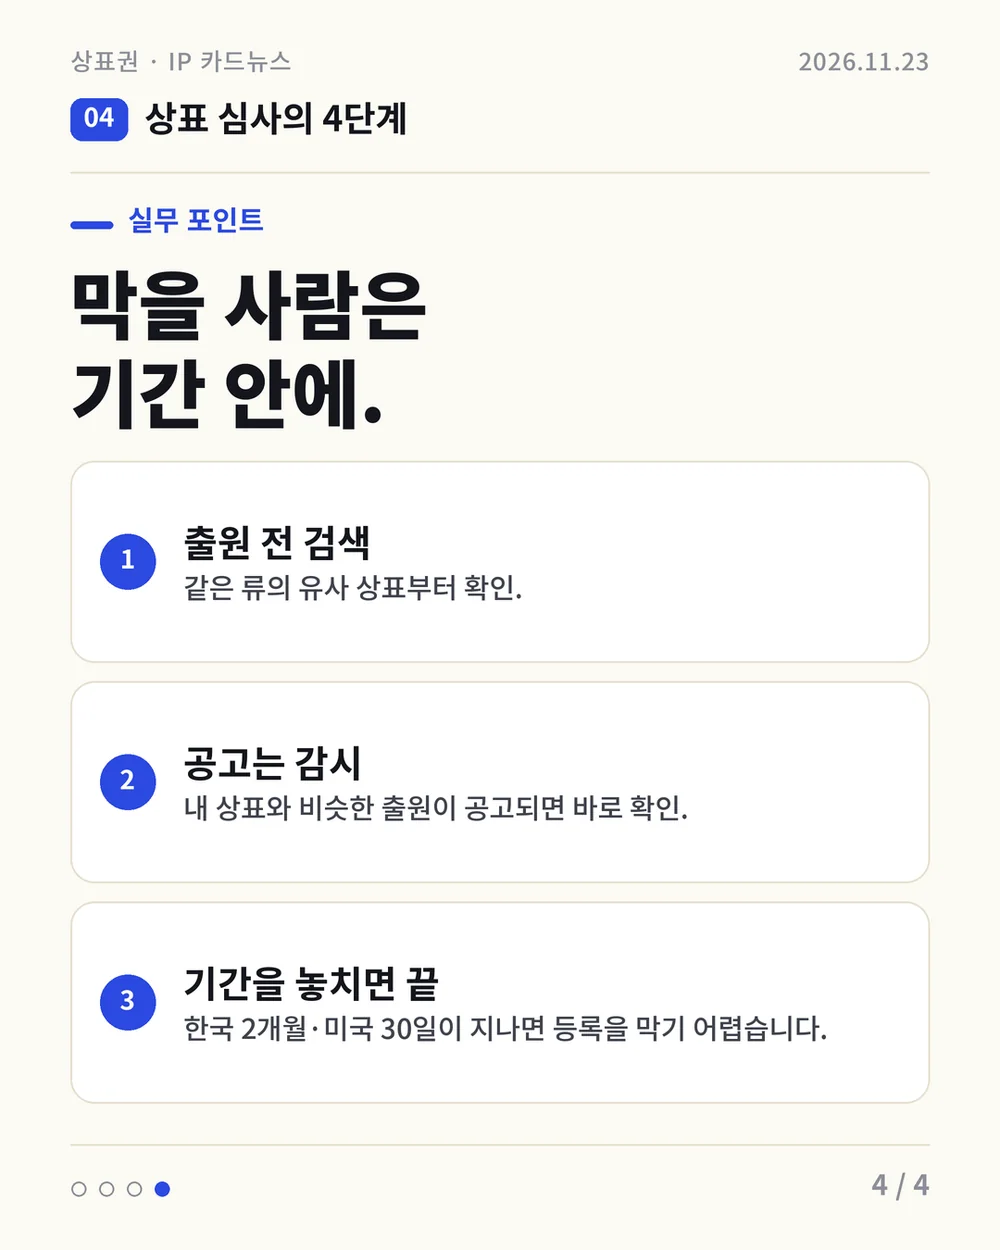 상표권 · IP 카드뉴스
2026.11.23
04 상표 심사의 4단계
실무 포인트
막을 사람은
기간 안에.
1
출원 전 검색
같은 류의 유사 상표부터 확인.
2
공고는 감시
내 상표와 비슷한 출원이 공고되면 바로 확인.
3
기간을 놓치면 끝
한국 2개월·미국 30일이 지나면 등록을 막기 어렵습니다.
4 / 4